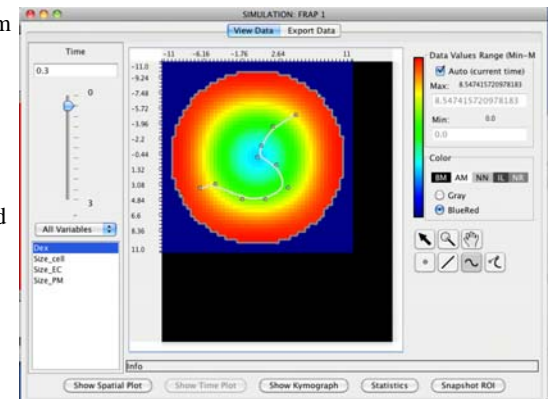 m
d
SIMULATION: FRAP 1
View Data Export Data
Time
0.3
0
3
All Variables
Dex
Size_cell
Size_EC
Size_PM
-11 -6.16 -1.76 2.64 11
-11.0
-9.24
-7.48
-5.72
-3.96
-2.2
-0.44
1.32
3.08
4.84
6.6
8.36
11.0
Data Values Range (Min-M
Auto (current time)
Max: 8.547415720978183
8.547415720978183
Min: 0.0
0.0
Color
BM AM NN IL NR
Gray
BlueRed
Info
Show Spatial Plot Show Time Plot Show Kymograph Statistics Snapshot ROI